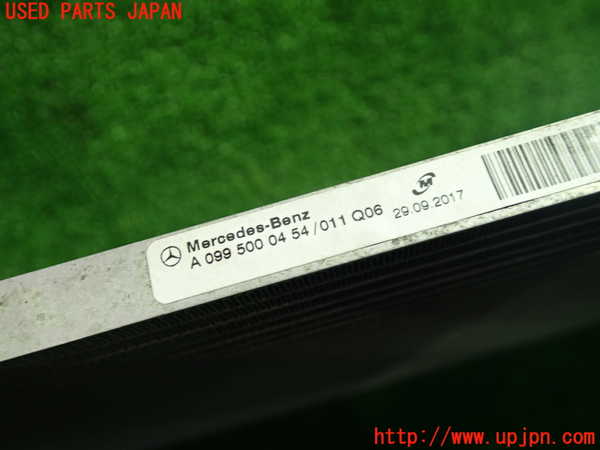 USED PARTS JAPAN
Mercedes-Benz
A 099 500 04 54 / 011 Q06
29.09.2017
M
http://www.upjpn.com/